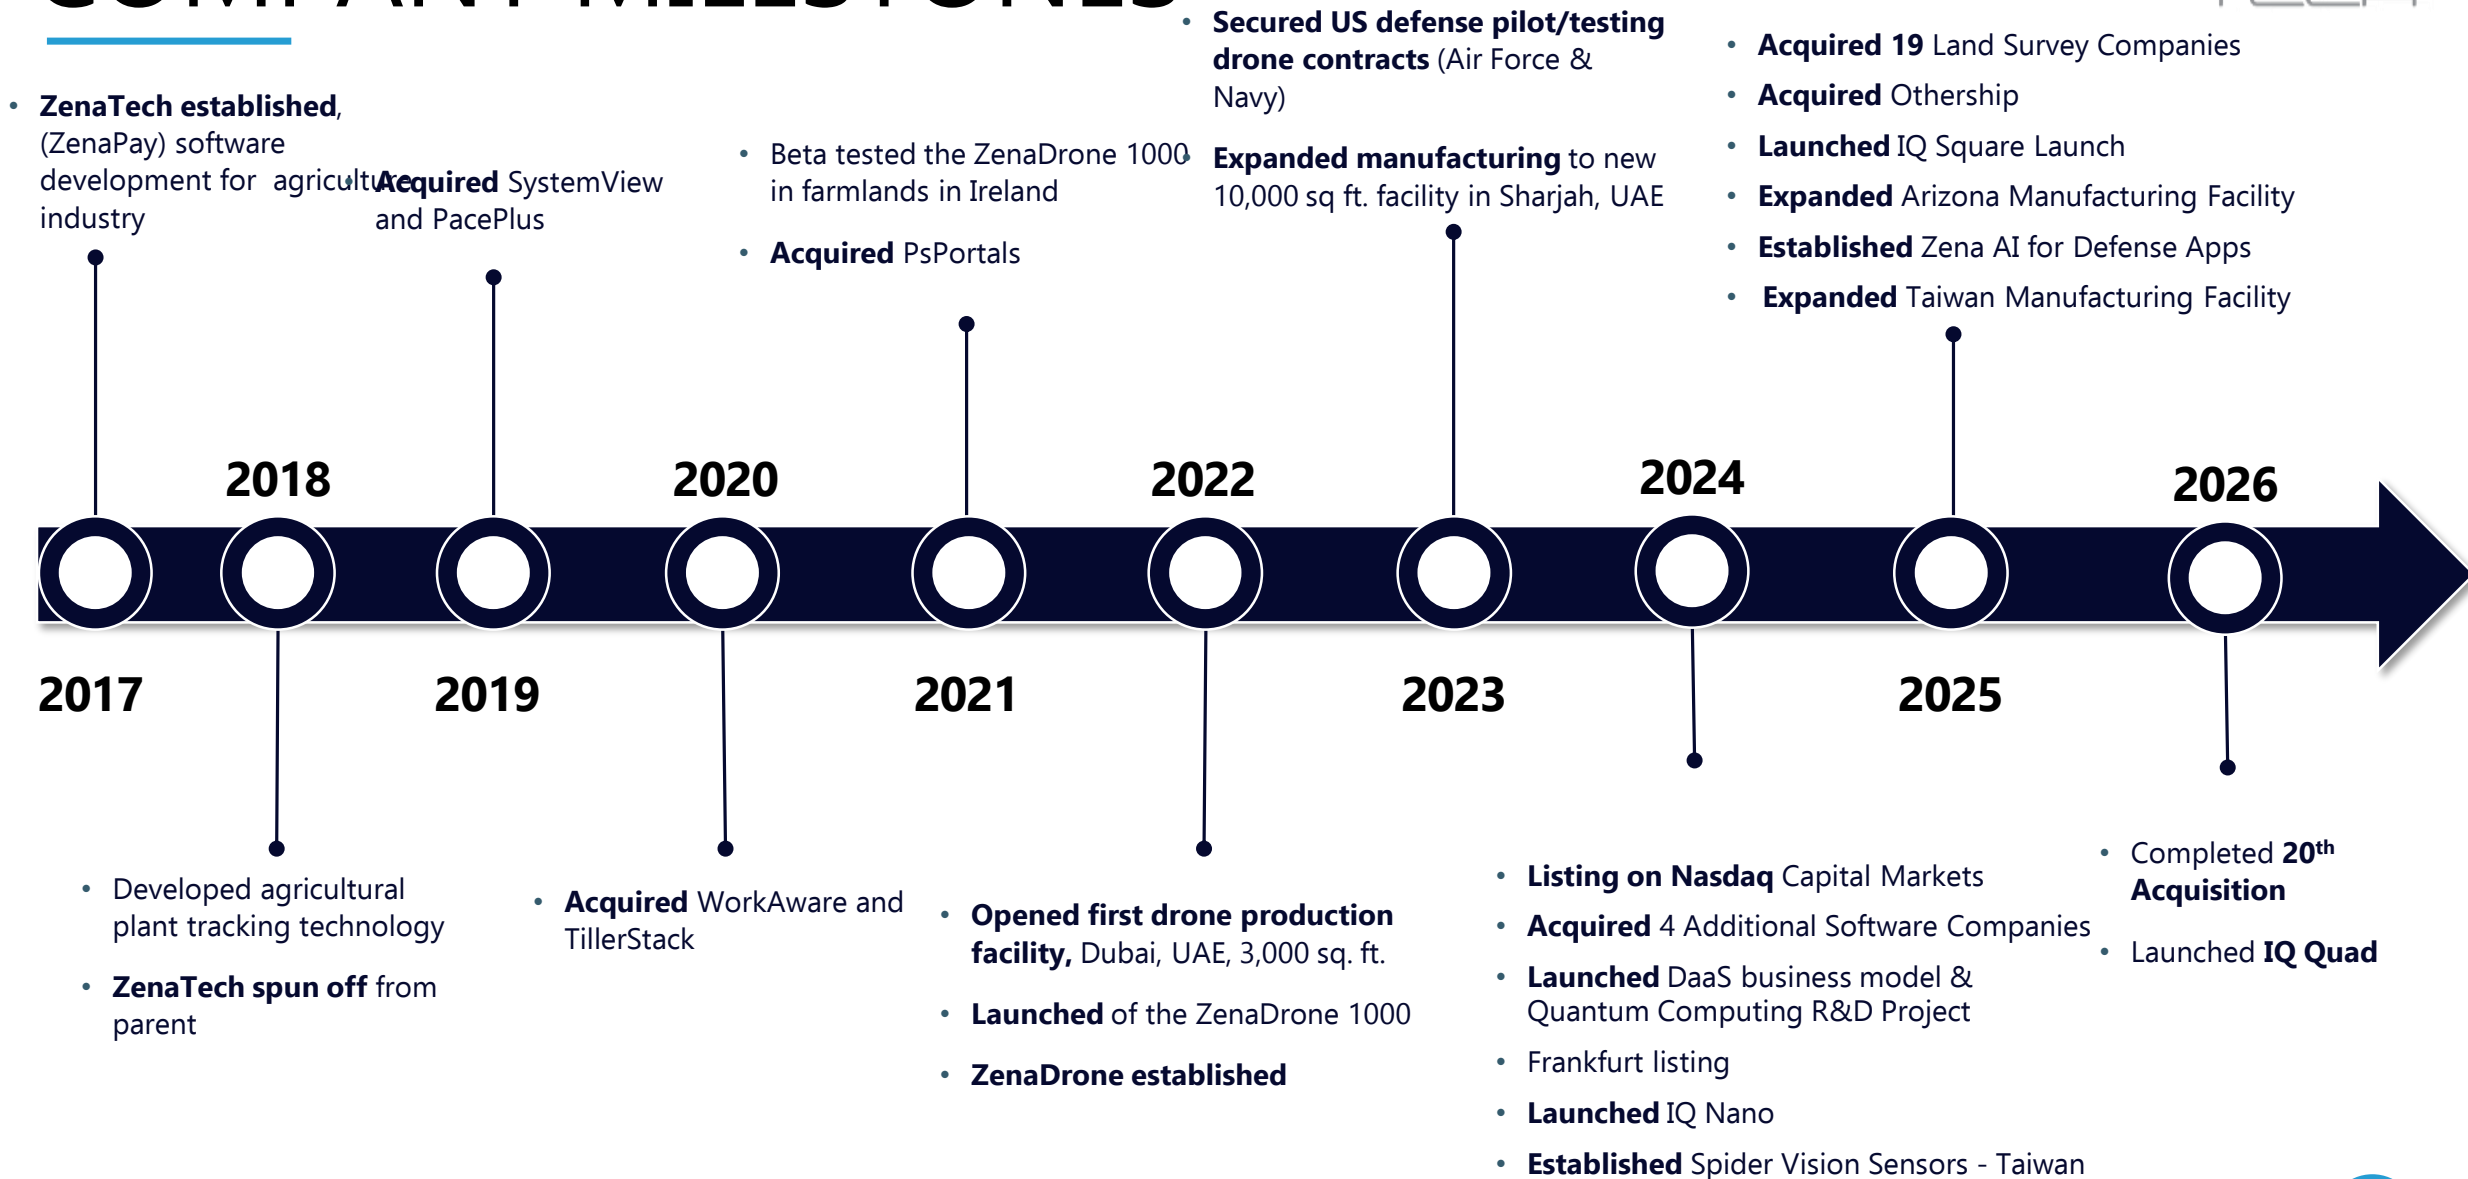 COMPANY MILESTONES
TECH
• ZenaTech established,
(ZenaPay) software
development for agriculture
industry
• Acquired SystemView
and PacePlus
• Beta tested the ZenaDrone 1000
in farmlands in Ireland
• Acquired PsPortals
• Secured US defense pilot/testing
drone contracts (Air Force &
Navy)
• Expanded manufacturing to new
10,000 sq ft. facility in Sharjah, UAE
• Acquired 19 Land Survey Companies
• Acquired Othership
• Launched IQ Square Launch
• Expanded Arizona Manufacturing Facility
• Established Zena AI for Defense Apps
• Expanded Taiwan Manufacturing Facility
2018
2020
2022
2024
2026
2017
2019
2021
2023
2025
• Developed agricultural
plant tracking technology
• ZenaTech spun off from
parent
• Acquired WorkAware and
TillerStack
• Opened first drone production
facility, Dubai, UAE, 3,000 sq. ft.
• Launched of the ZenaDrone 1000
• ZenaDrone established
• Listing on Nasdaq Capital Markets
• Acquired 4 Additional Software Companies
• Launched DaaS business model &
Quantum Computing R&D Project
• Frankfurt listing
• Launched IQ Nano
• Established Spider Vision Sensors - Taiwan
• Completed 20th
Acquisition
• Launched IQ Quad